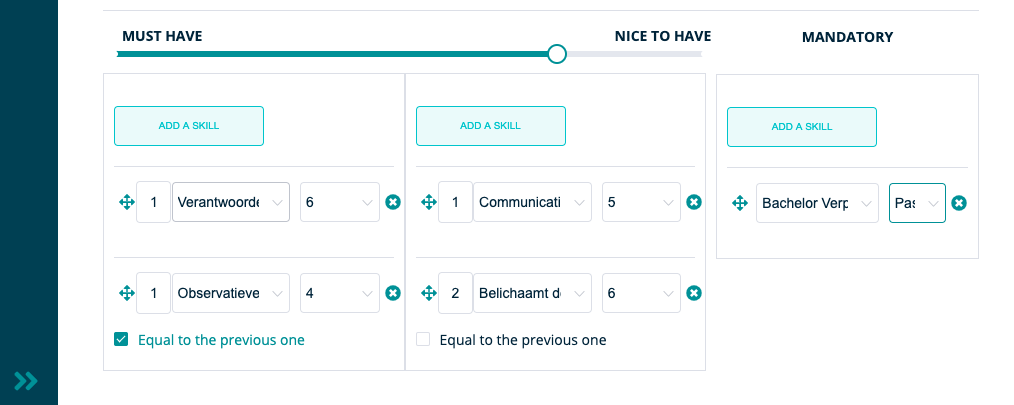 MUST HAVE
NICE TO HAVE
MANDATORY
ADD A SKILL
ADD A SKILL
ADD A SKILL
1 Verantwoorde 6
1 Communicati 5
Bachelor Verp Pas
1 Observatieve 4
2 Belichaamt de 6
Equal to the previous one
Equal to the previous one